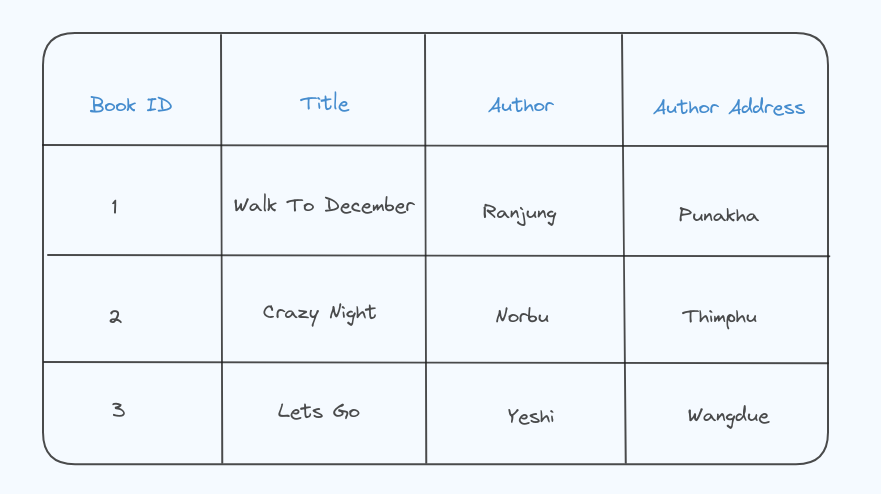 Book ID Title Author Author Address
1 Walk To December Ranjung Punakha
2 Crazy Night Norbu Thimphu
3 Lets Go Yeshi Wangdue